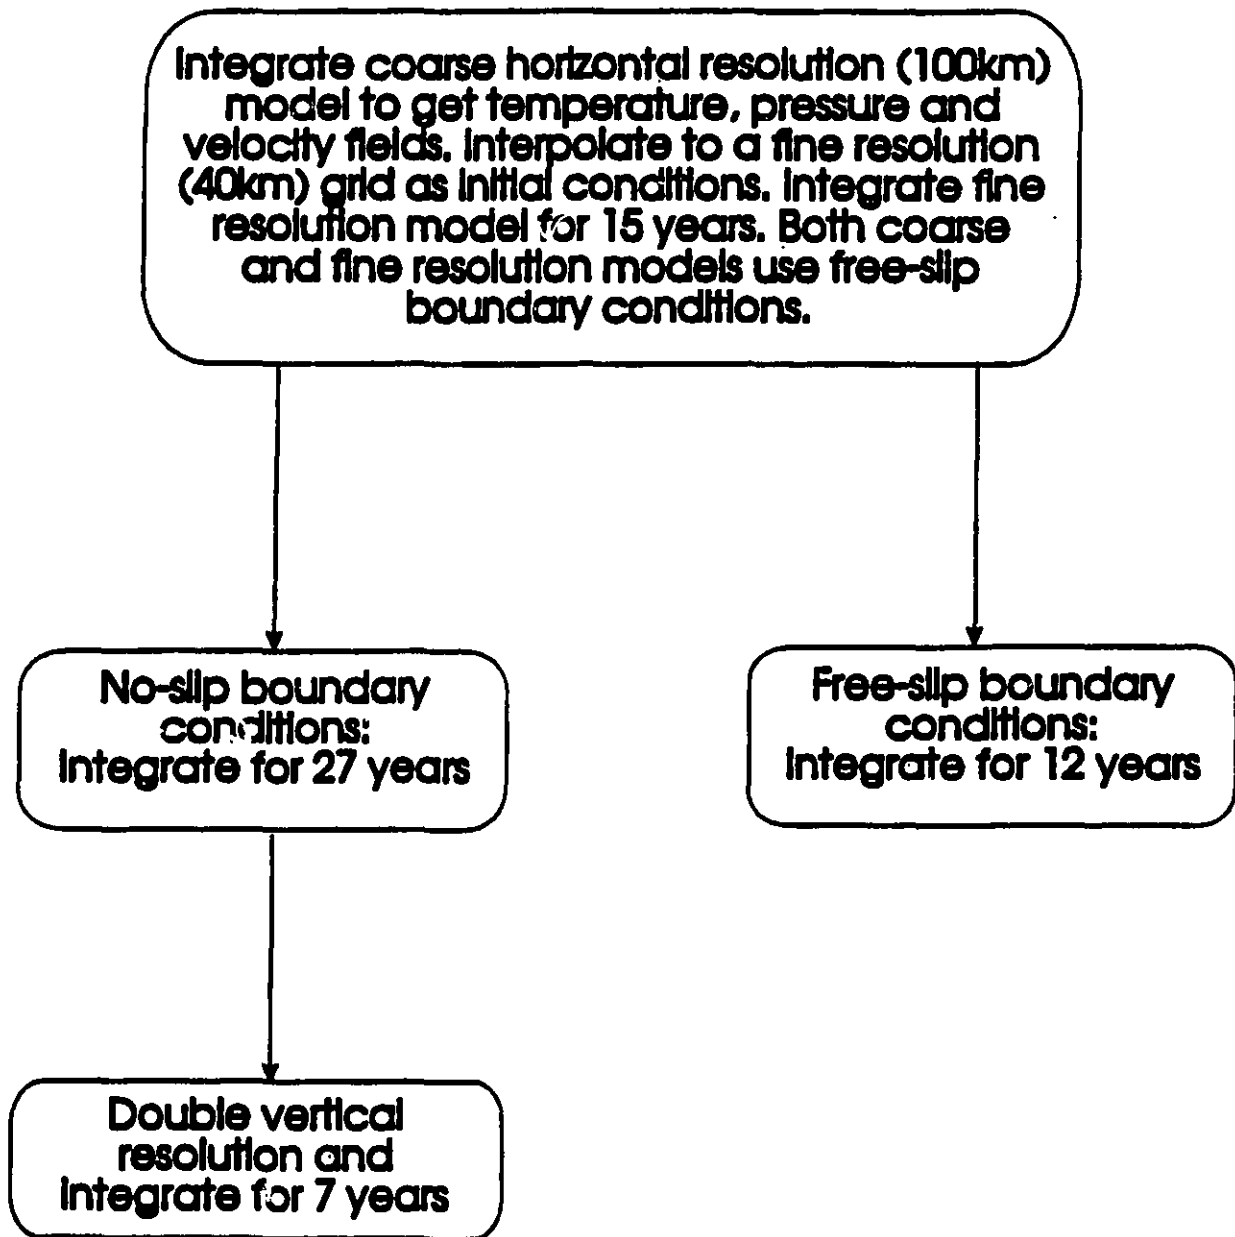 Integrate coarse horizontal resolution (100km)
model to get temperature, pressure and
velocity fields. Interpolate to a fine resolution
(40km) grid as initial conditions. Integrate fine
resolution model for 15 years. Both coarse
and fine resolution models use free-slip
boundary conditions.
No-slip boundary
conditions:
Integrate for 27 years
Free-slip boundary
conditions:
Integrate for 12 years
Double vertical
resolution and
integrate for 7 years